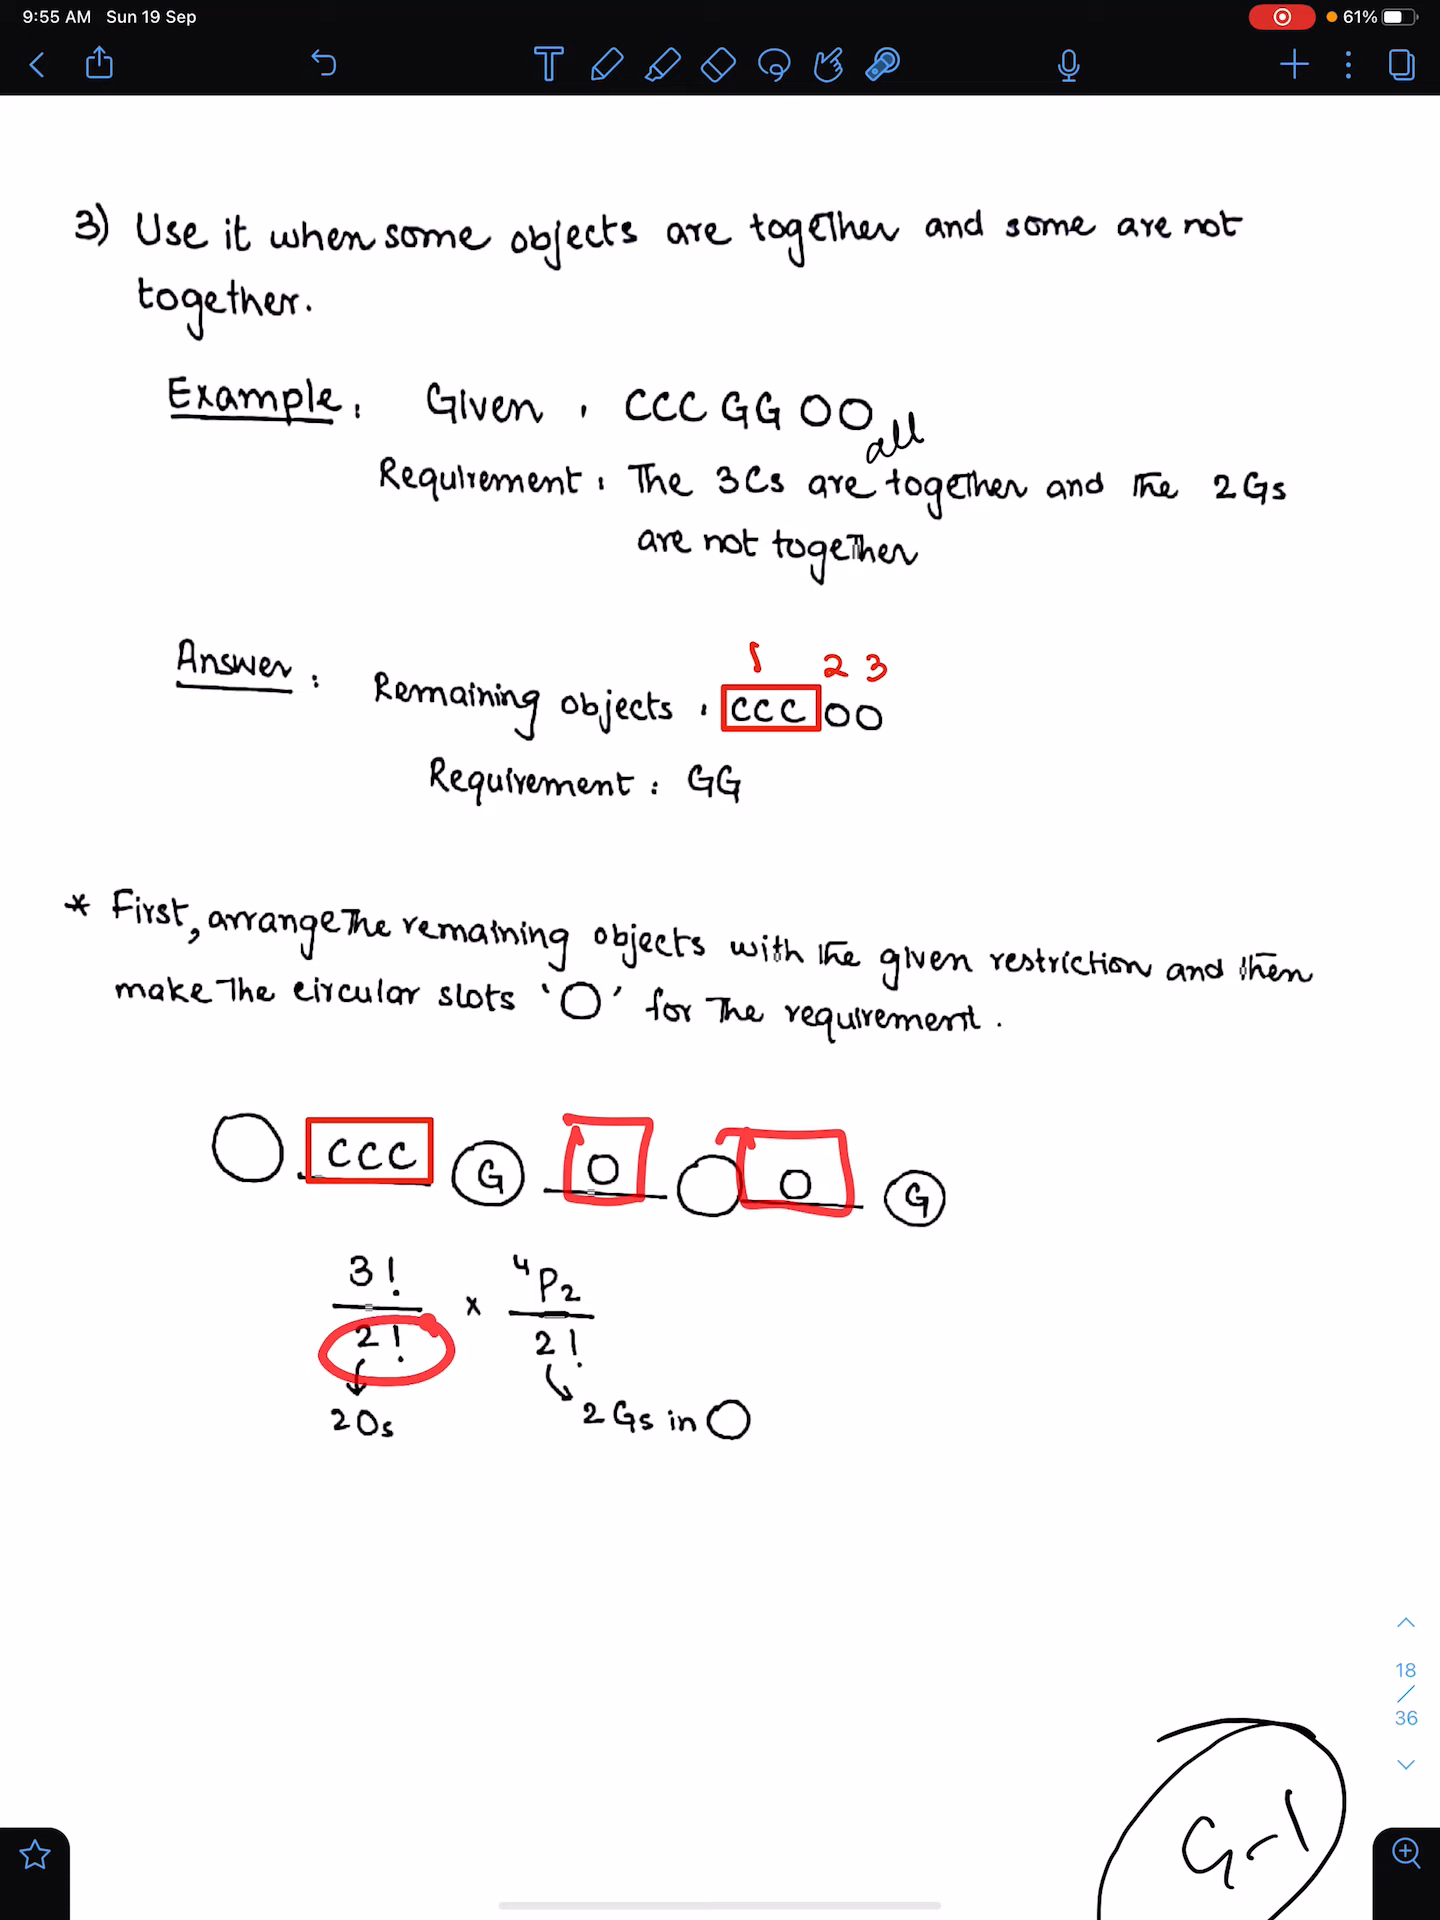 9:55 AM Sun 19 Sep
61%
3) Use it when some objects are together and some are not
together.
Example: Given : CCC GG OO
all
Requirement : The 3Cs are together and the 2Gs
are not together
1 2 3
Answer : Remaining objects : CCC OO
Requirement : GG
* First, arrange the remaining objects with the given restriction and then
make the circular slots 'O' for the requirement.
CCC G O O G
3! / 2! x ⁴P₂ / 2!
2Os
2 Gs in O
18
/
36
G-1